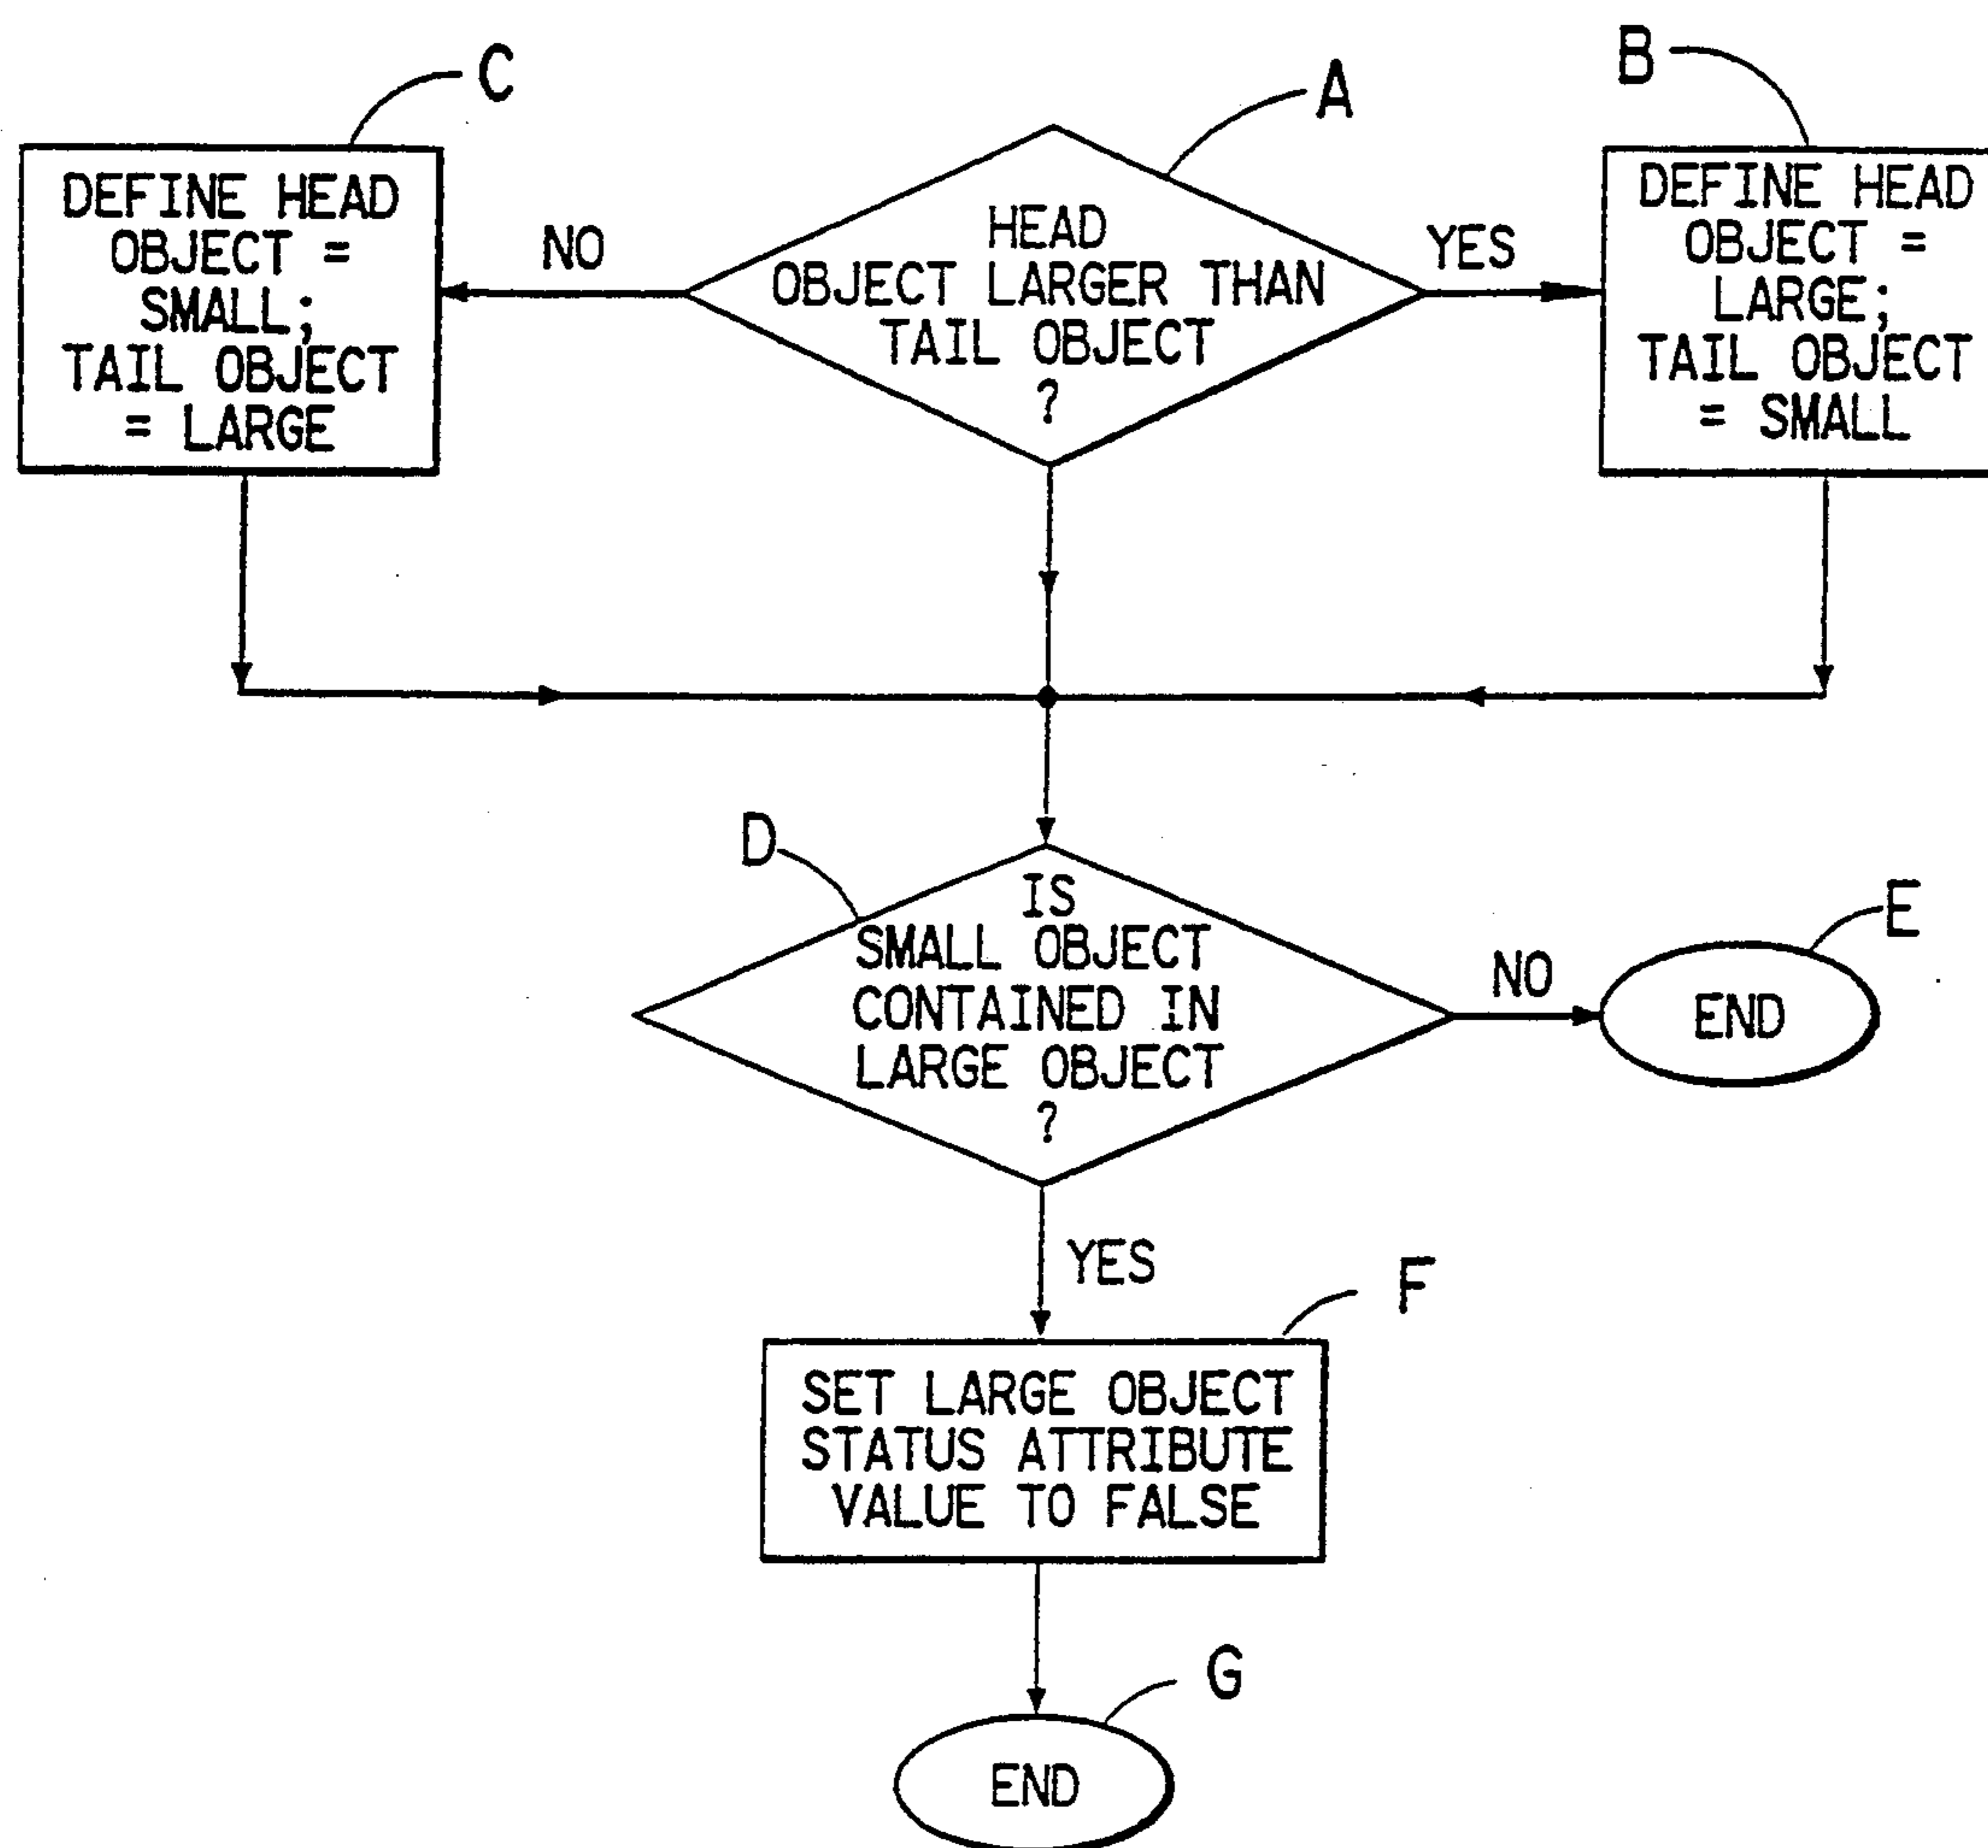 C
A
B
DEFINE HEAD
OBJECT =
SMALL;
TAIL OBJECT
= LARGE
NO
HEAD
OBJECT LARGER THAN
TAIL OBJECT
?
YES
DEFINE HEAD
OBJECT =
LARGE;
TAIL OBJECT
= SMALL
D
IS
SMALL OBJECT
CONTAINED IN
LARGE OBJECT
?
NO
E
END
YES
F
SET LARGE OBJECT
STATUS ATTRIBUTE
VALUE TO FALSE
G
END